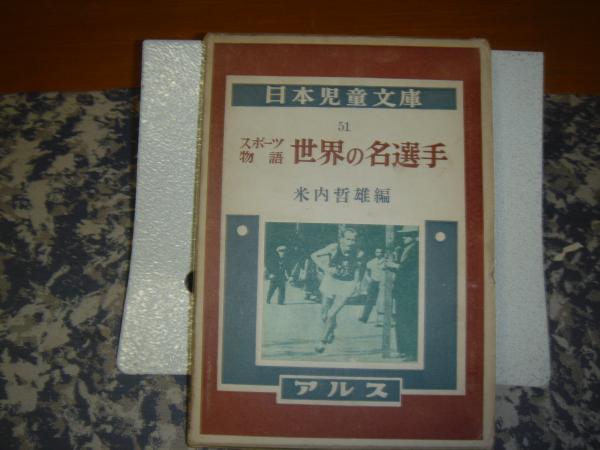 日本児童文庫
51
スポーツ物語 世界の名選手
米内哲雄編
アルス